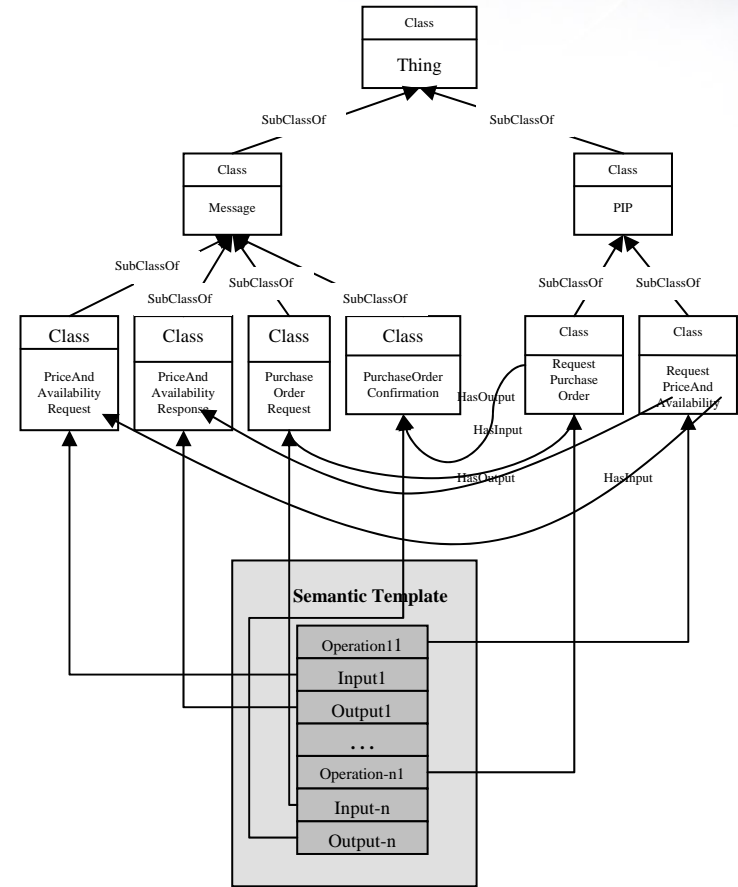 Class
Thing
SubClassOf
SubClassOf
Class
Message
Class
PIP
SubClassOf
SubClassOf
SubClassOf
SubClassOf
SubClassOf
SubClassOf
Class
PriceAnd
Availability
Request
Class
PriceAnd
Availability
Response
Class
Purchase
Order
Request
Class
PurchaseOrder
Confirmation
Class
Request
Purchase
Order
Class
Request
PriceAnd
Availability
HasOutput
HasInput
HasOutput
HasInput
Semantic Template
Operation11
Input1
Output1
...
Operation-n1
Input-n
Output-n